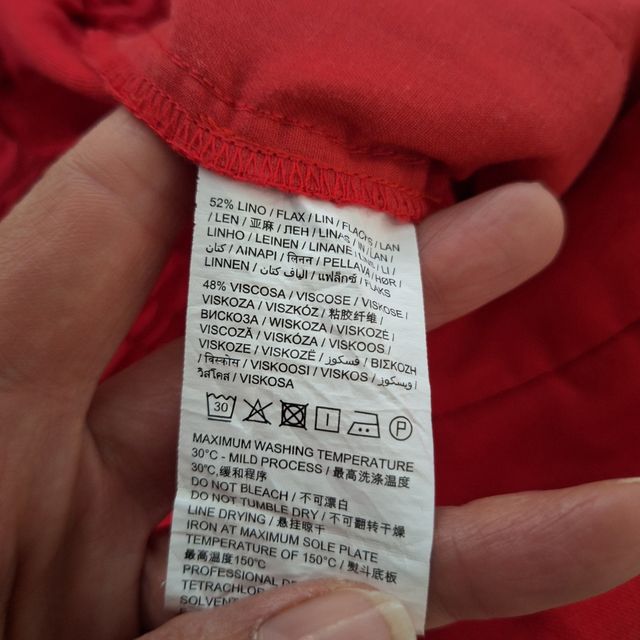 52% LINO / FLAX / LIN / FLACHS / LAN
/ LEN / 亚麻 / ЛЕН / LINAS / IN / LAN /
LINHO / LEINEN / LINANE / LINE / LI /
كتان / ΛΙΝΑΡΙ / लिनन / PELLAVA / HØR /
LINNEN / الياف كتان / แฟล็กซ์ / FLAKS
48% VISCOSA / VISCOSE / VISKOSE /
VISKOZA / VISZKÓZ / 粘胶纤维 /
ВИСКОЗА / WISKOZA / VISKOZĖ /
VISCOZĂ / VISKÓZA / VISKOOS /
VISKOZE / VISKOZË / فسكوز / ΒΙΣΚΟΖΗ
/ विस्कोस / VISKOOSI / VISKOS / ويسكوز /
วิสโคส / VISKOSA
30 P
MAXIMUM WASHING TEMPERATURE
30°C - MILD PROCESS / 最高洗涤温度
30°C,缓和程序
DO NOT BLEACH / 不可漂白
DO NOT TUMBLE DRY / 不可翻转干燥
LINE DRYING / 悬挂晾干
IRON AT MAXIMUM SOLE PLATE
TEMPERATURE OF 150°C / 熨斗底板
最高温度150°C
PROFESSIONAL
TETRACHLOR
SOLVENT